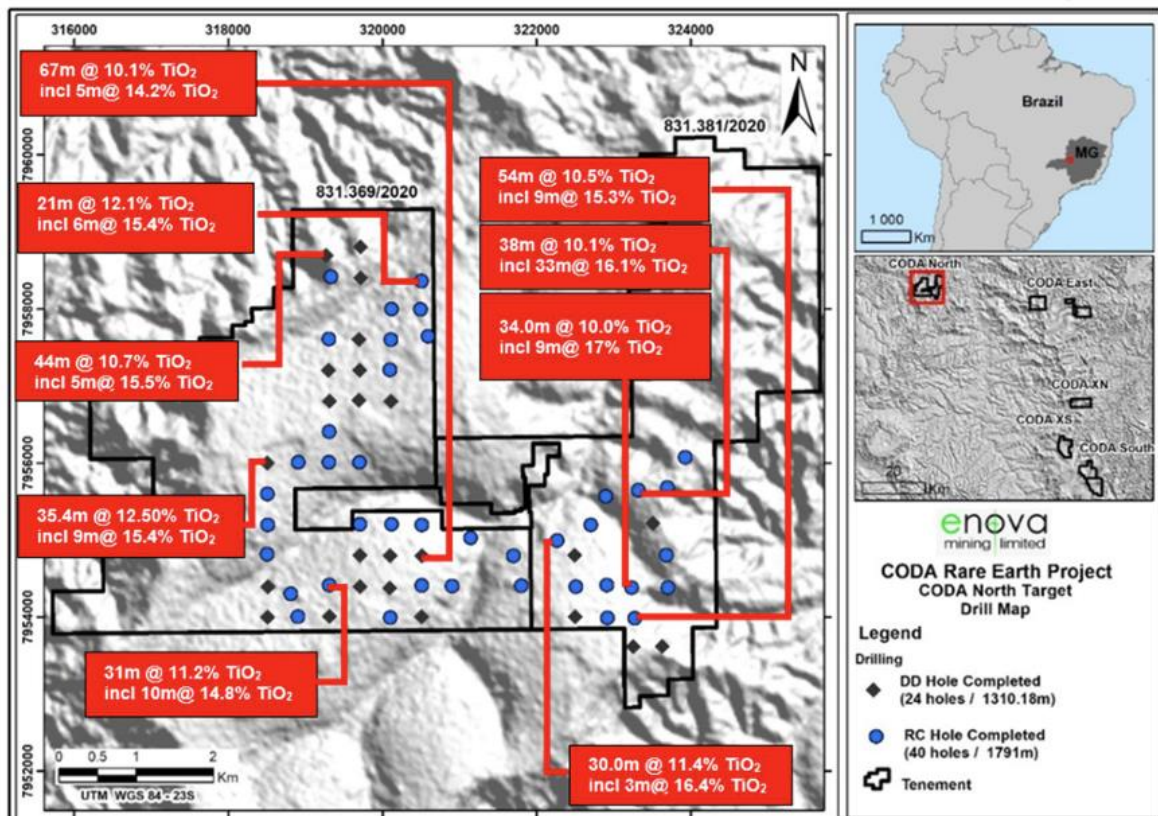 316000
318000
320000
322000
324000
67m @ 10.1% TiO₂
incl 5m@ 14.2% TiO₂
N
831.381/2020
7960000
54m @ 10.5% TiO₂
incl 9m@ 15.3% TiO₂
21m @ 12.1% TiO₂
incl 6m@ 15.4% TiO₂
831.369/2020
38m @ 10.1% TiO₂
incl 33m@ 16.1% TiO₂
7958000
34.0m @ 10.0% TiO₂
incl 9m@ 17% TiO₂
44m @ 10.7% TiO₂
incl 5m@ 15.5% TiO₂
7956000
35.4m @ 12.50% TiO₂
incl 9m@ 15.4% TiO₂
7954000
31m @ 11.2% TiO₂
incl 10m@ 14.8% TiO₂
30.0m @ 11.4% TiO₂
incl 3m@ 16.4% TiO₂
7952000
0 0.5 1 2
Km
UTM WGS 84 - 23S
Brazil
MG
1 000
Km
CODA North
CODA East
CODA XN
CODA XS
CODA South
20
Km
enova
mining limited
CODA Rare Earth Project
CODA North Target
Drill Map
Legend
Drilling
DD Hole Completed
(24 holes / 1310.18m)
RC Hole Completed
(40 holes / 1791m)
Tenement